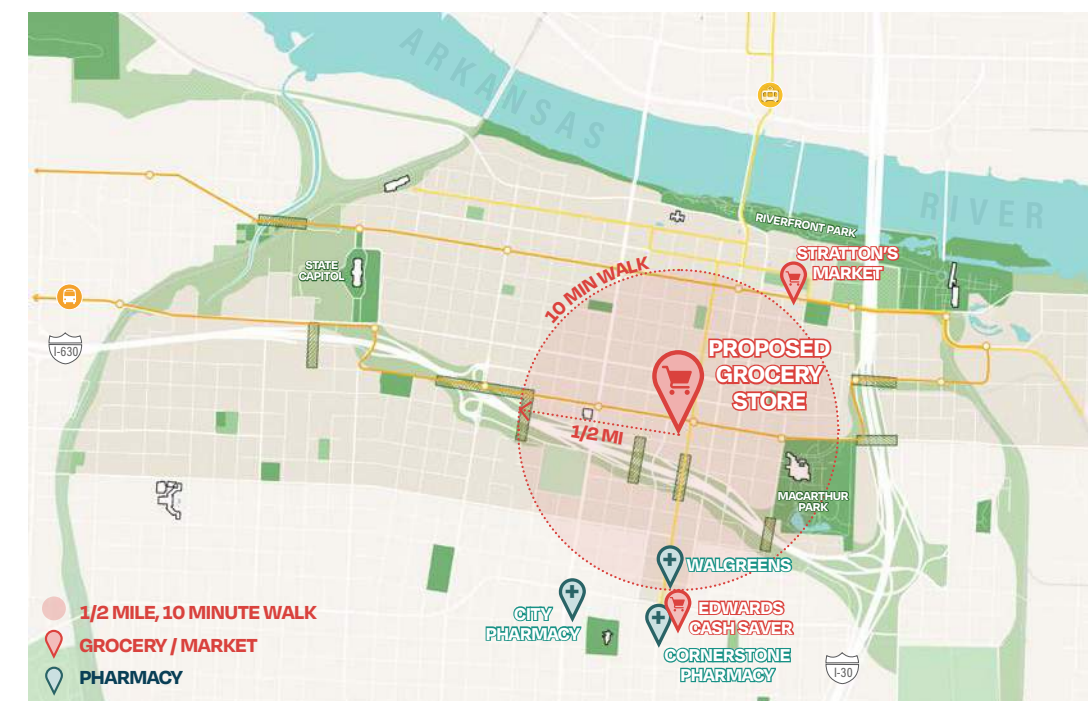 ARKANSAS
RIVER
RIVERFRONT PARK
STATE
CAPITOL
STRATTON'S
MARKET
10 MIN WALK
I-630
PROPOSED
GROCERY
STORE
1/2 MI
MACARTHUR
PARK
WALGREENS
CITY
PHARMACY
EDWARDS
CASH SAVER
CORNERSTONE
PHARMACY
I-30
1/2 MILE, 10 MINUTE WALK
GROCERY / MARKET
PHARMACY